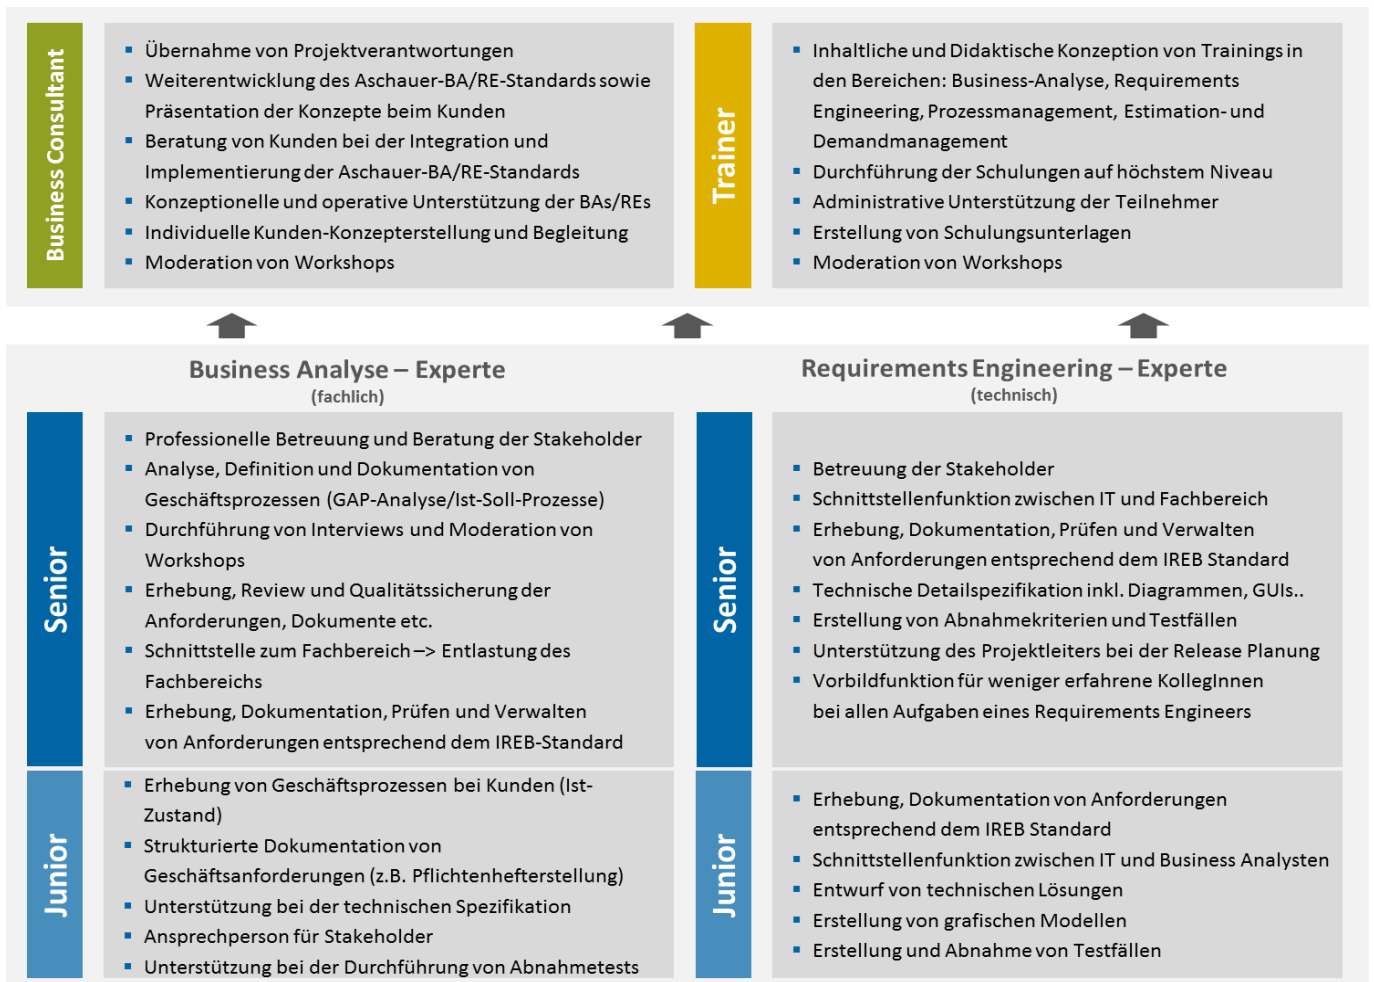 Business Consultant
Übernahme von Projektverantwortungen
Weiterentwicklung des Aschauer-BA/RE-Standards sowie
Präsentation der Konzepte beim Kunden
Beratung von Kunden bei der Integration und
Implementierung der Aschauer-BA/RE-Standards
Konzeptionelle und operative Unterstützung der BAs/REs
Individuelle Kunden-Konzepterstellung und Begleitung
Moderation von Workshops
Trainer
Inhaltliche und Didaktische Konzeption von Trainings in
den Bereichen: Business-Analyse, Requirements
Engineering, Prozessmanagement, Estimation- und
Demandmanagement
Durchführung der Schulungen auf höchstem Niveau
Administrative Unterstützung der Teilnehmer
Erstellung von Schulungsunterlagen
Moderation von Workshops
Business Analyse – Experte
(fachlich)
Senior
Professionelle Betreuung und Beratung der Stakeholder
Analyse, Definition und Dokumentation von
Geschäftsprozessen (GAP-Analyse/Ist-Soll-Prozesse)
Durchführung von Interviews und Moderation von
Workshops
Erhebung, Review und Qualitätssicherung der
Anforderungen, Dokumente etc.
Schnittstelle zum Fachbereich –> Entlastung des
Fachbereichs
Erhebung, Dokumentation, Prüfen und Verwalten
von Anforderungen entsprechend dem IREB-Standard
Junior
Erhebung von Geschäftsprozessen bei Kunden (Ist-
Zustand)
Strukturierte Dokumentation von
Geschäftsanforderungen (z.B. Pflichtenhefterstellung)
Unterstützung bei der technischen Spezifikation
Ansprechperson für Stakeholder
Unterstützung bei der Durchführung von Abnahmetests
Requirements Engineering – Experte
(technisch)
Senior
Betreuung der Stakeholder
Schnittstellenfunktion zwischen IT und Fachbereich
Erhebung, Dokumentation, Prüfen und Verwalten
von Anforderungen entsprechend dem IREB Standard
Technische Detailspezifikation inkl. Diagrammen, GUIs..
Erstellung von Abnahmekriterien und Testfällen
Unterstützung des Projektleiters bei der Release Planung
Vorbildfunktion für weniger erfahrene KollegInnen
bei allen Aufgaben eines Requirements Engineers
Junior
Erhebung, Dokumentation von Anforderungen
entsprechend dem IREB Standard
Schnittstellenfunktion zwischen IT und Business Analysten
Entwurf von technischen Lösungen
Erstellung von grafischen Modellen
Erstellung und Abnahme von Testfällen